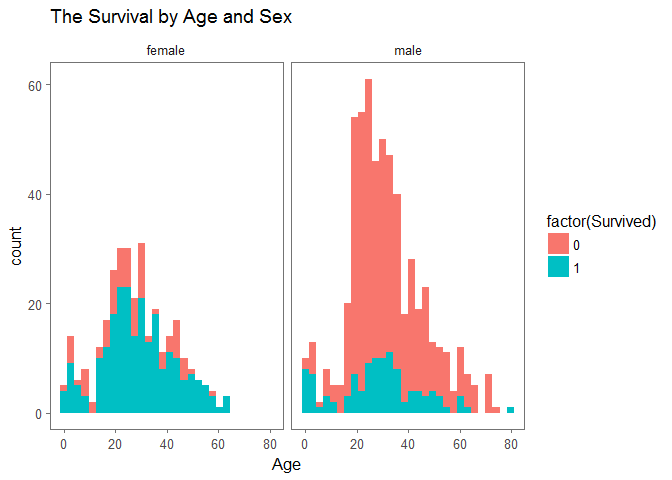 The Survival by Age and Sex
female
male
60
40
20
0
count
0 20 40 60 80
0 20 40 60 80
Age
factor(Survived)
0
1